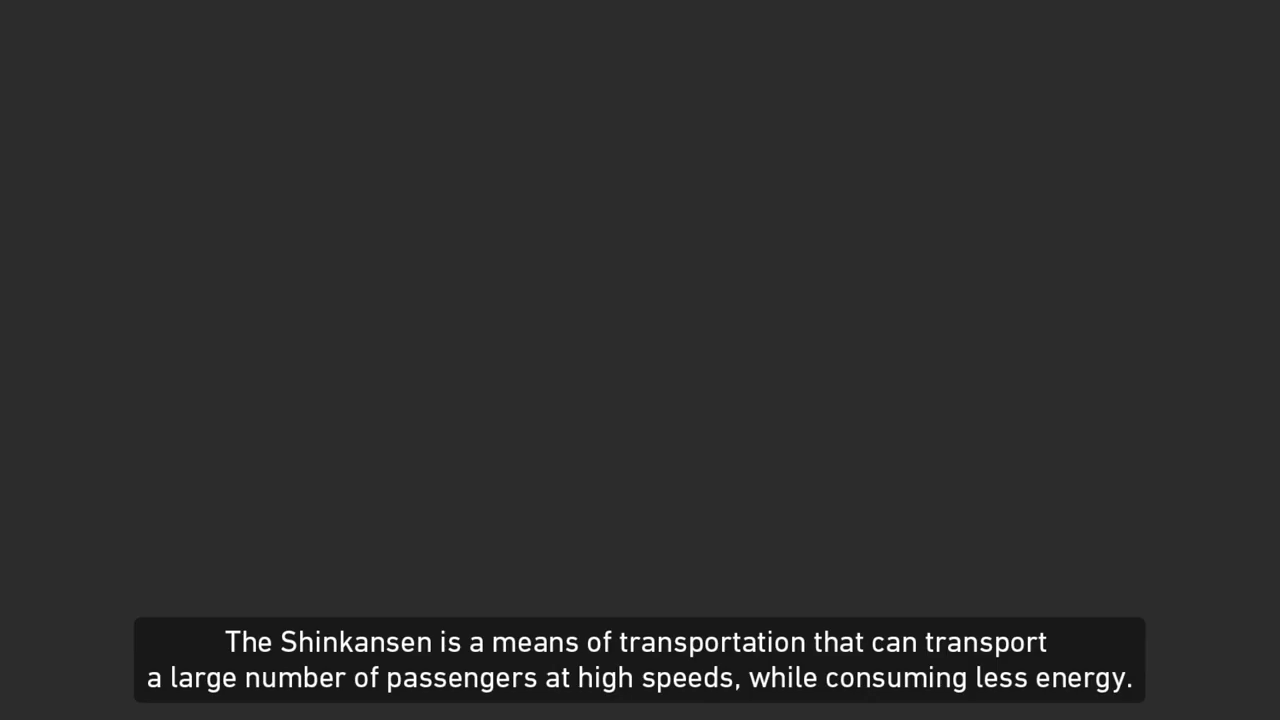 The Shinkansen is a means of transportation that can transport
a large number of passengers at high speeds, while consuming less energy.